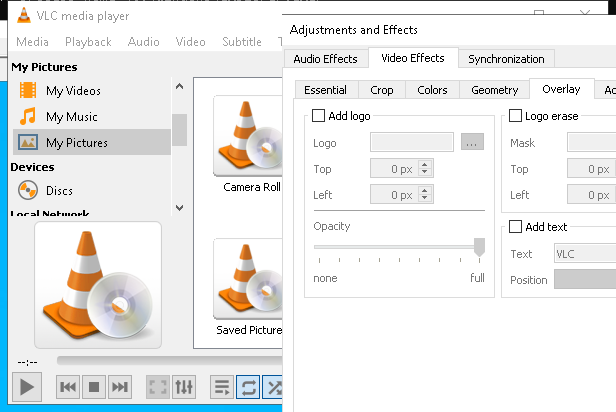 VLC media player
Media Playback Audio Video Subtitle
My Pictures
My Videos
My Music
My Pictures
Devices
Discs
Local Network
Camera Roll
Saved Picture
--:--
Adjustments and Effects
Audio Effects Video Effects Synchronization
Essential Crop Colors Geometry Overlay
Add logo
Logo ...
Top 0 px
Left 0 px
Opacity
none full
Logo erase
Mask
Top 0 px
Left 0 px
Add text
Text VLC
Position